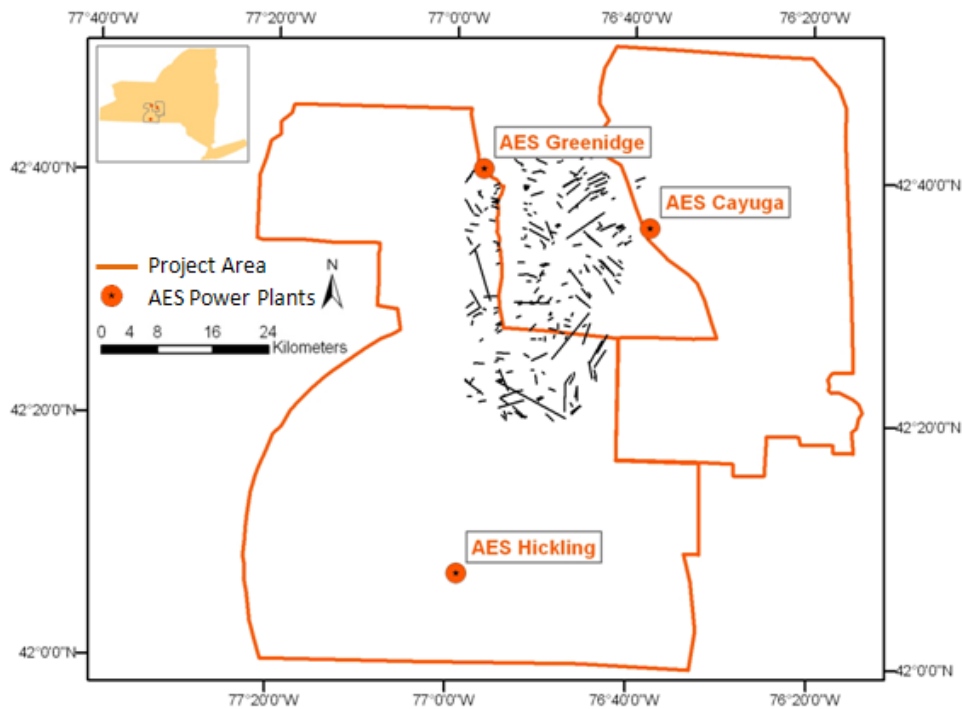 77°40'0"W
77°20'0"W
77°0'0"W
76°40'0"W
76°20'0"W
AES Greenidge
42°40'0"N
42°40'0"N
AES Cayuga
Project Area
N
AES Power Plants
0 4 8 16 24
Kilometers
42°20'0"N
42°20'0"N
AES Hickling
42°0'0"N
42°0'0"N
77°20'0"W
77°0'0"W
76°40'0"W
76°20'0"W